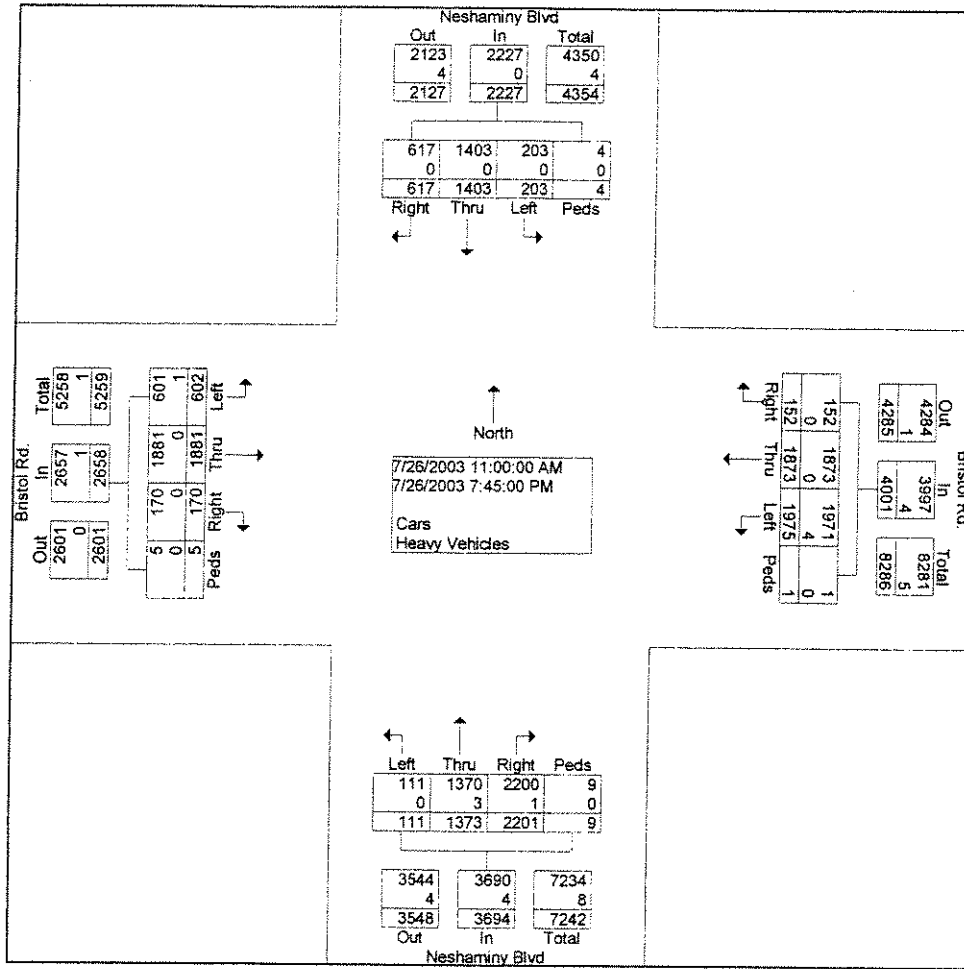 Neshaminy Blvd
Out In Total
2123 2227 4350
4 0 4
2127 2227 4354
617 1403 203 4
0 0 0 0
617 1403 203 4
Right Thru Left Peds
Bristol Rd.
Total In Out
5258 2657 2601
1 1 0
5259 2658 2601
601 1881 170 5
1 0 0 0
602 1881 170 5
Left Thru Right Peds
North
7/26/2003 11:00:00 AM
7/26/2003 7:45:00 PM
Cars
Heavy Vehicles
Right Thru Left Peds
152 1873 1975 1
0 0 4 0
152 1873 1971 1
4285 4001 8286
1 4 5
4284 3997 8281
Out In Total
Bristol Rd.
Left Thru Right Peds
111 1370 2200 9
0 3 1 0
111 1373 2201 9
3544 3690 7234
4 4 8
3548 3694 7242
Out In Total
Neshaminy Blvd